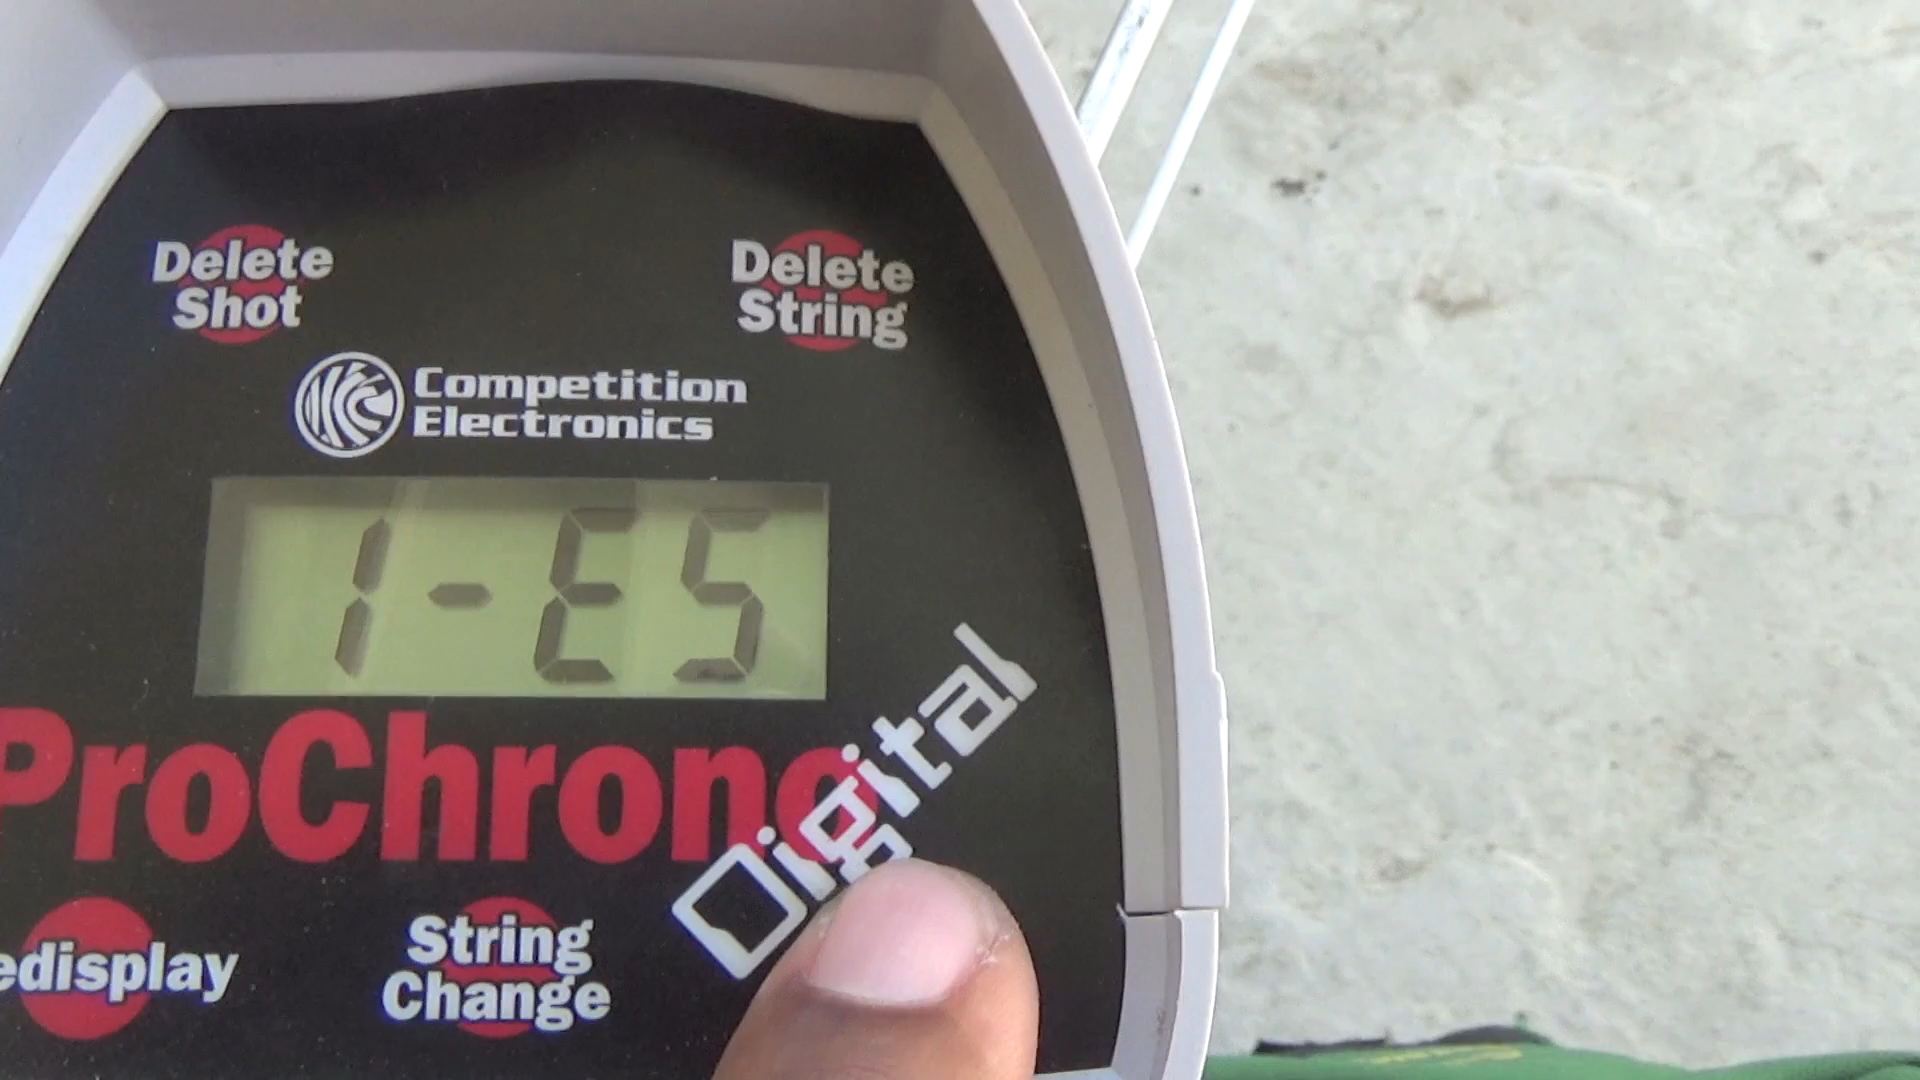 Delete
Shot
Delete
String
Competition
Electronics
1-ES
ProChrono
Digital
edisplay
String
Change